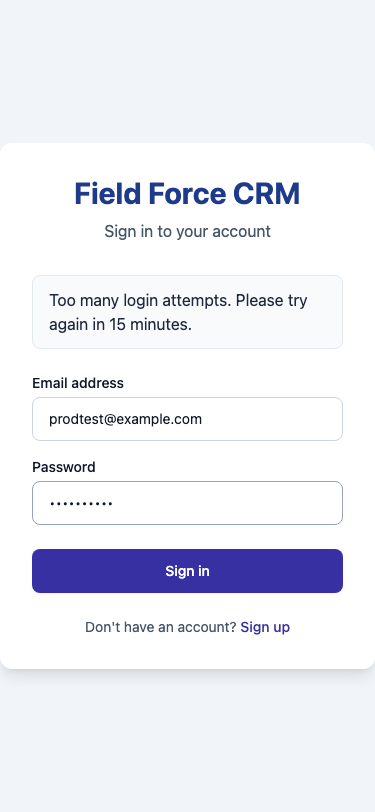 Field Force CRM
Sign in to your account
Too many login attempts. Please try
again in 15 minutes.
Email address
prodtest@example.com
Password
••••••••••
Sign in
Don't have an account? Sign up